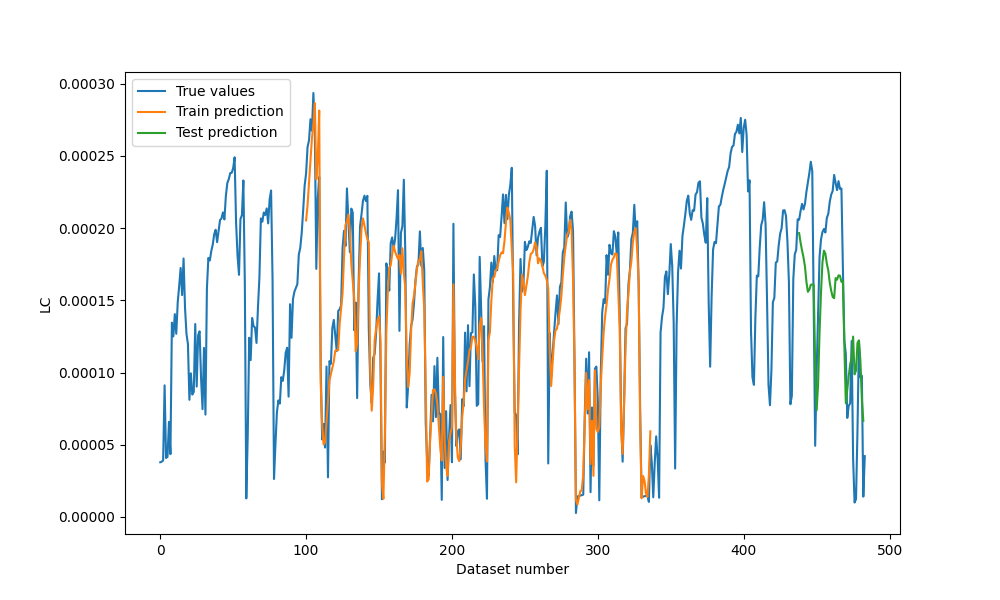 True values
Train prediction
Test prediction
0.00030
0.00025
0.00020
0.00015
0.00010
0.00005
0.00000
LC
0 100 200 300 400 500
Dataset number